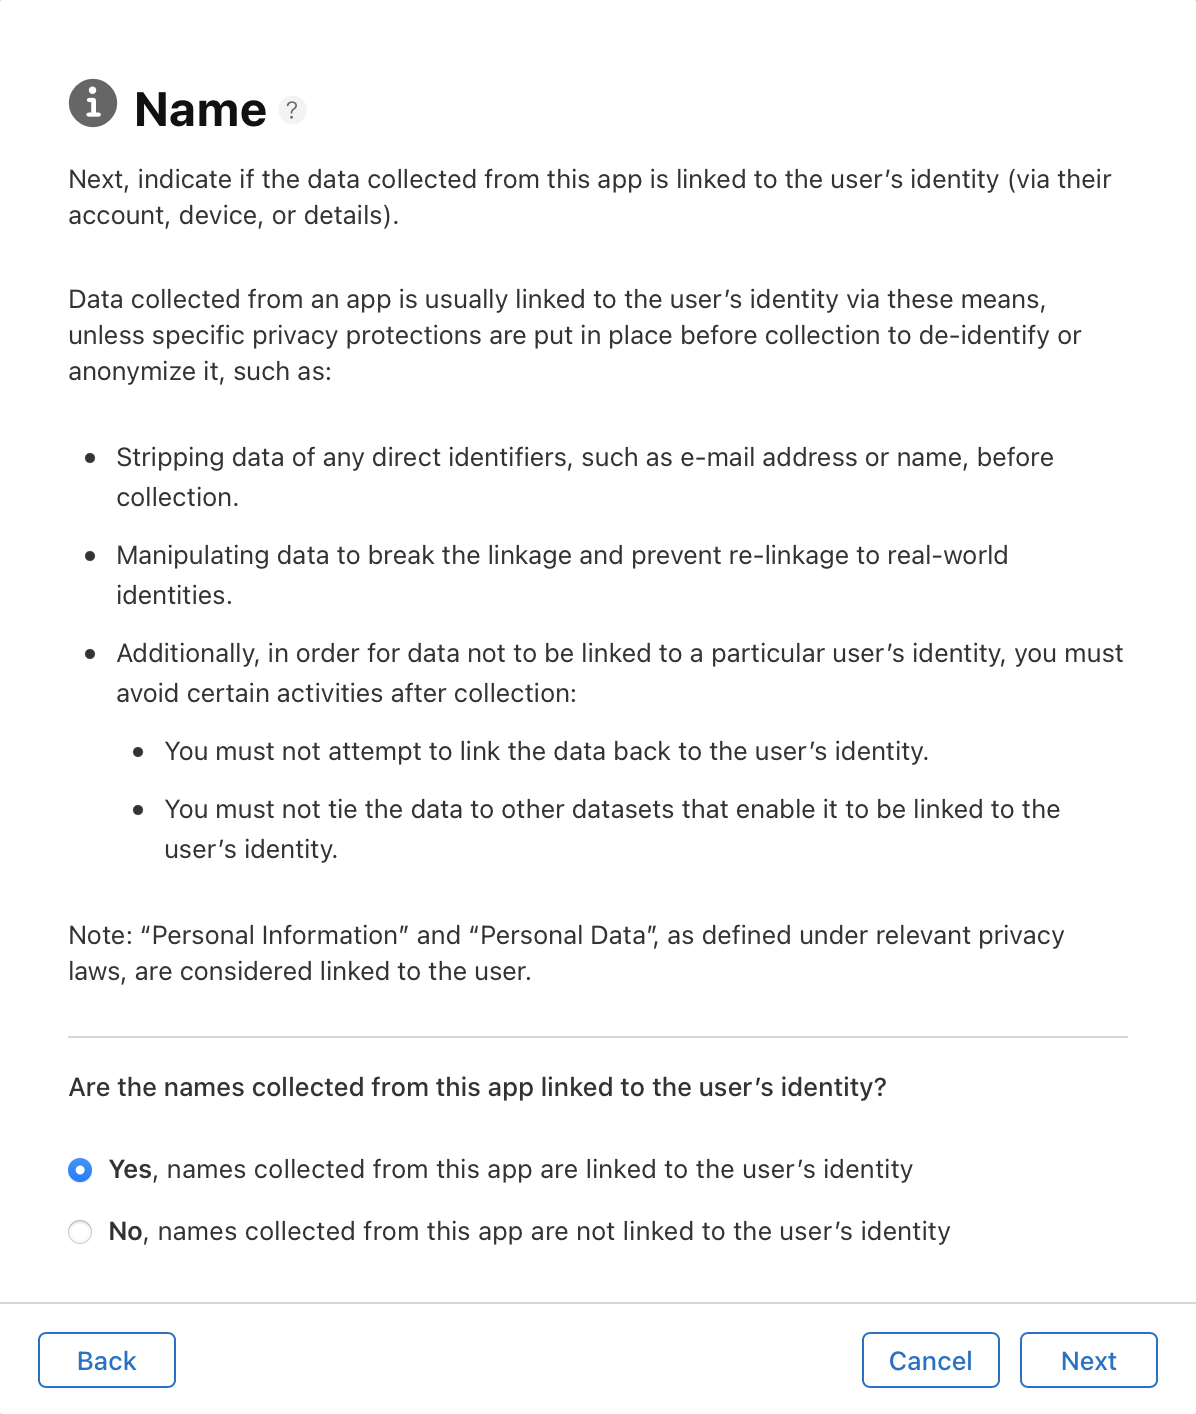 Name ?
Next, indicate if the data collected from this app is linked to the user’s identity (via their
account, device, or details).
Data collected from an app is usually linked to the user’s identity via these means,
unless specific privacy protections are put in place before collection to de-identify or
anonymize it, such as:
• Stripping data of any direct identifiers, such as e-mail address or name, before
collection.
• Manipulating data to break the linkage and prevent re-linkage to real-world
identities.
• Additionally, in order for data not to be linked to a particular user’s identity, you must
avoid certain activities after collection:
• You must not attempt to link the data back to the user’s identity.
• You must not tie the data to other datasets that enable it to be linked to the
user’s identity.
Note: “Personal Information” and “Personal Data”, as defined under relevant privacy
laws, are considered linked to the user.
Are the names collected from this app linked to the user’s identity?
Yes, names collected from this app are linked to the user’s identity
No, names collected from this app are not linked to the user’s identity
Back Cancel Next